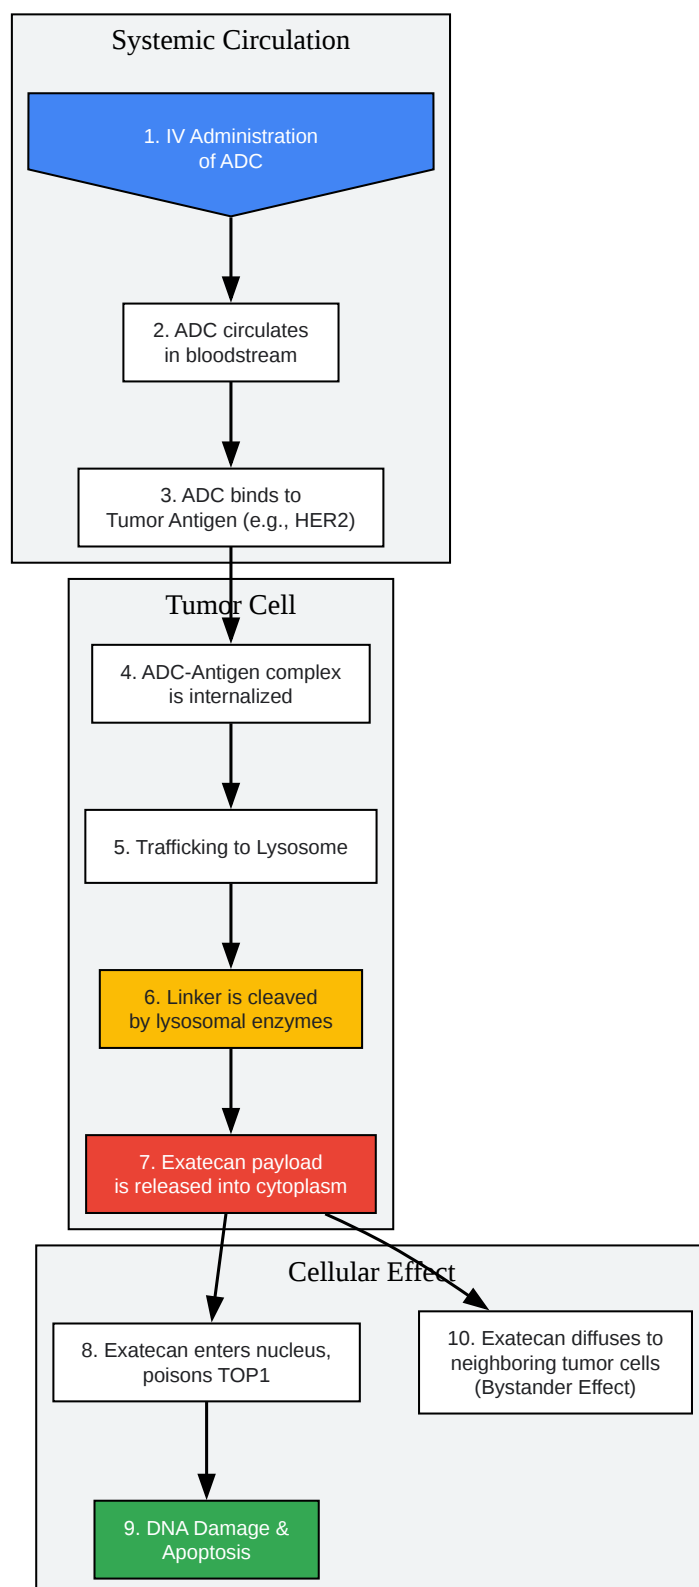 Systemic Circulation
1. IV Administration
of ADC
2. ADC circulates
in bloodstream
3. ADC binds to
Tumor Antigen (e.g., HER2)
Tumor Cell
4. ADC-Antigen complex
is internalized
5. Trafficking to Lysosome
6. Linker is cleaved
by lysosomal enzymes
7. Exatecan payload
is released into cytoplasm
Cellular Effect
8. Exatecan enters nucleus,
poisons TOP1
10. Exatecan diffuses to
neighboring tumor cells
(Bystander Effect)
9. DNA Damage &
Apoptosis